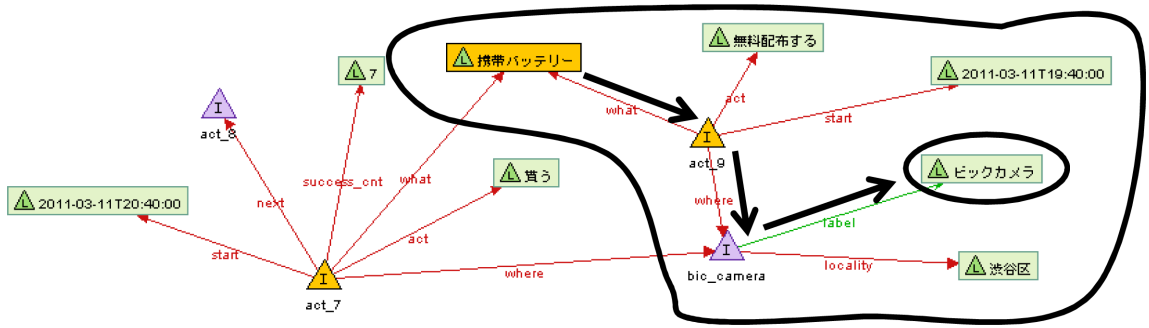 L 携帯バッテリー
L 無料配布する
L 7
L 2011-03-11T19:40:00
I
act_8
what
act
start
I
act_9
L ビックカメラ
success_cnt
what
L 貰う
L 2011-03-11T20:40:00
next
where
label
act
start
I
bic_camera
locality
L 渋谷区
where
I
act_7